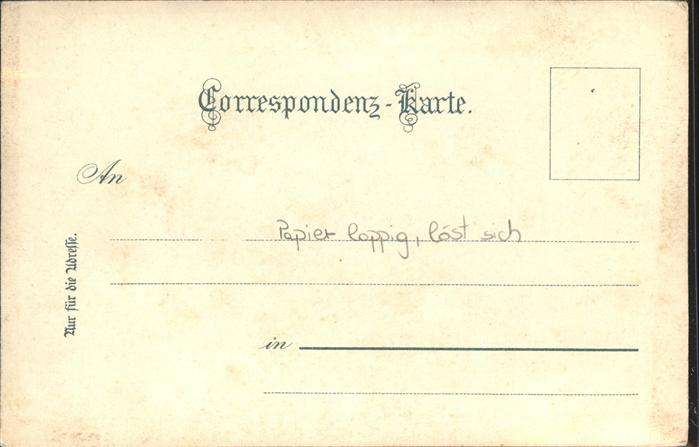 Correspondenz-Karte.
An
Papier lappig, löst sich
Nur für die Adresse.
in